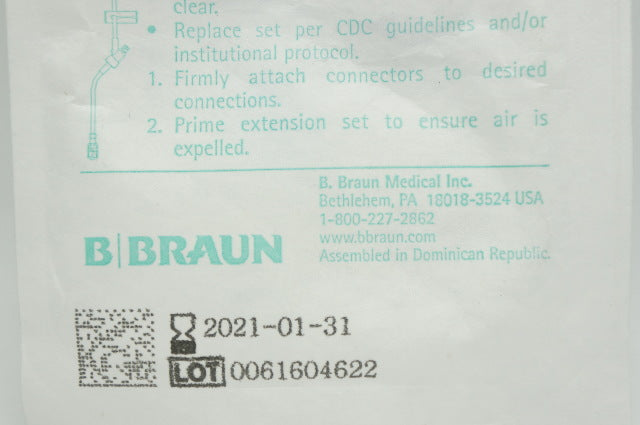 clear.
• Replace set per CDC guidelines and/or
institutional protocol.
1. Firmly attach connectors to desired
connections.
2. Prime extension set to ensure air is
expelled.
B. Braun Medical Inc.
Bethlehem, PA 18018-3524 USA
1-800-227-2862
www.bbraun.com
Assembled in Dominican Republic.
B|BRAUN
2021-01-31
LOT 0061604622